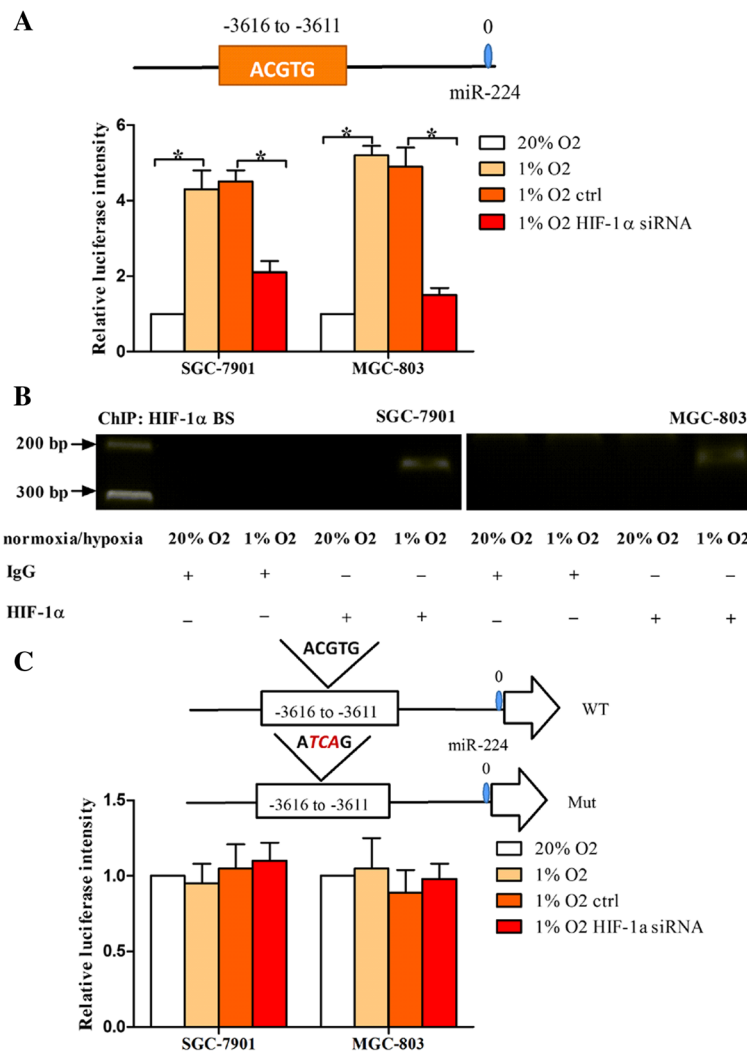 A
-3616 to -3611
0
ACGTG
miR-224
Relative luciferase intensity
6
4
2
0
*
*
*
*
20% O2
1% O2
1% O2 ctrl
1% O2 HIF-1α siRNA
SGC-7901
MGC-803
B
ChIP: HIF-1α BS
SGC-7901
MGC-803
200 bp
300 bp
normoxia/hypoxia 20% O2 1% O2 20% O2 1% O2 20% O2 1% O2 20% O2 1% O2
IgG + + – – + + – –
HIF-1α – – + + – – + +
C
ACGTG
0
-3616 to -3611
WT
miR-224
ATCAG
0
-3616 to -3611
Mut
Relative luciferase intensity
1.5
1.0
0.5
0.0
20% O2
1% O2
1% O2 ctrl
1% O2 HIF-1a siRNA
SGC-7901
MGC-803